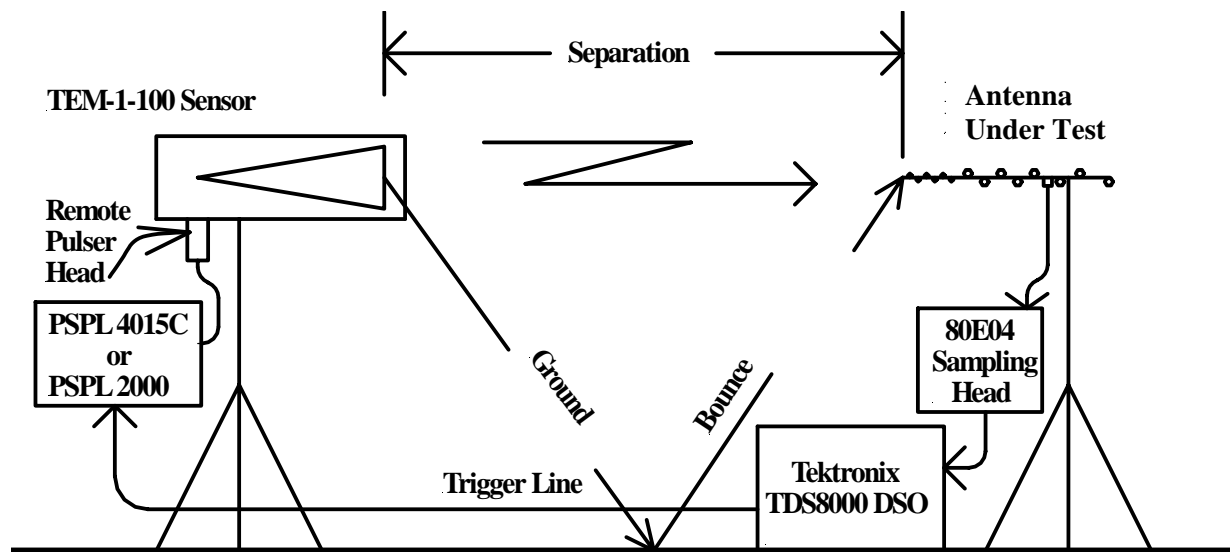 Separation
TEM-1-100 Sensor
Antenna
Under Test
Remote
Pulser
Head
PSPL 4015C
or
PSPL 2000
Ground
Bounce
80E04
Sampling
Head
Trigger Line
Tektronix
TDS8000 DSO